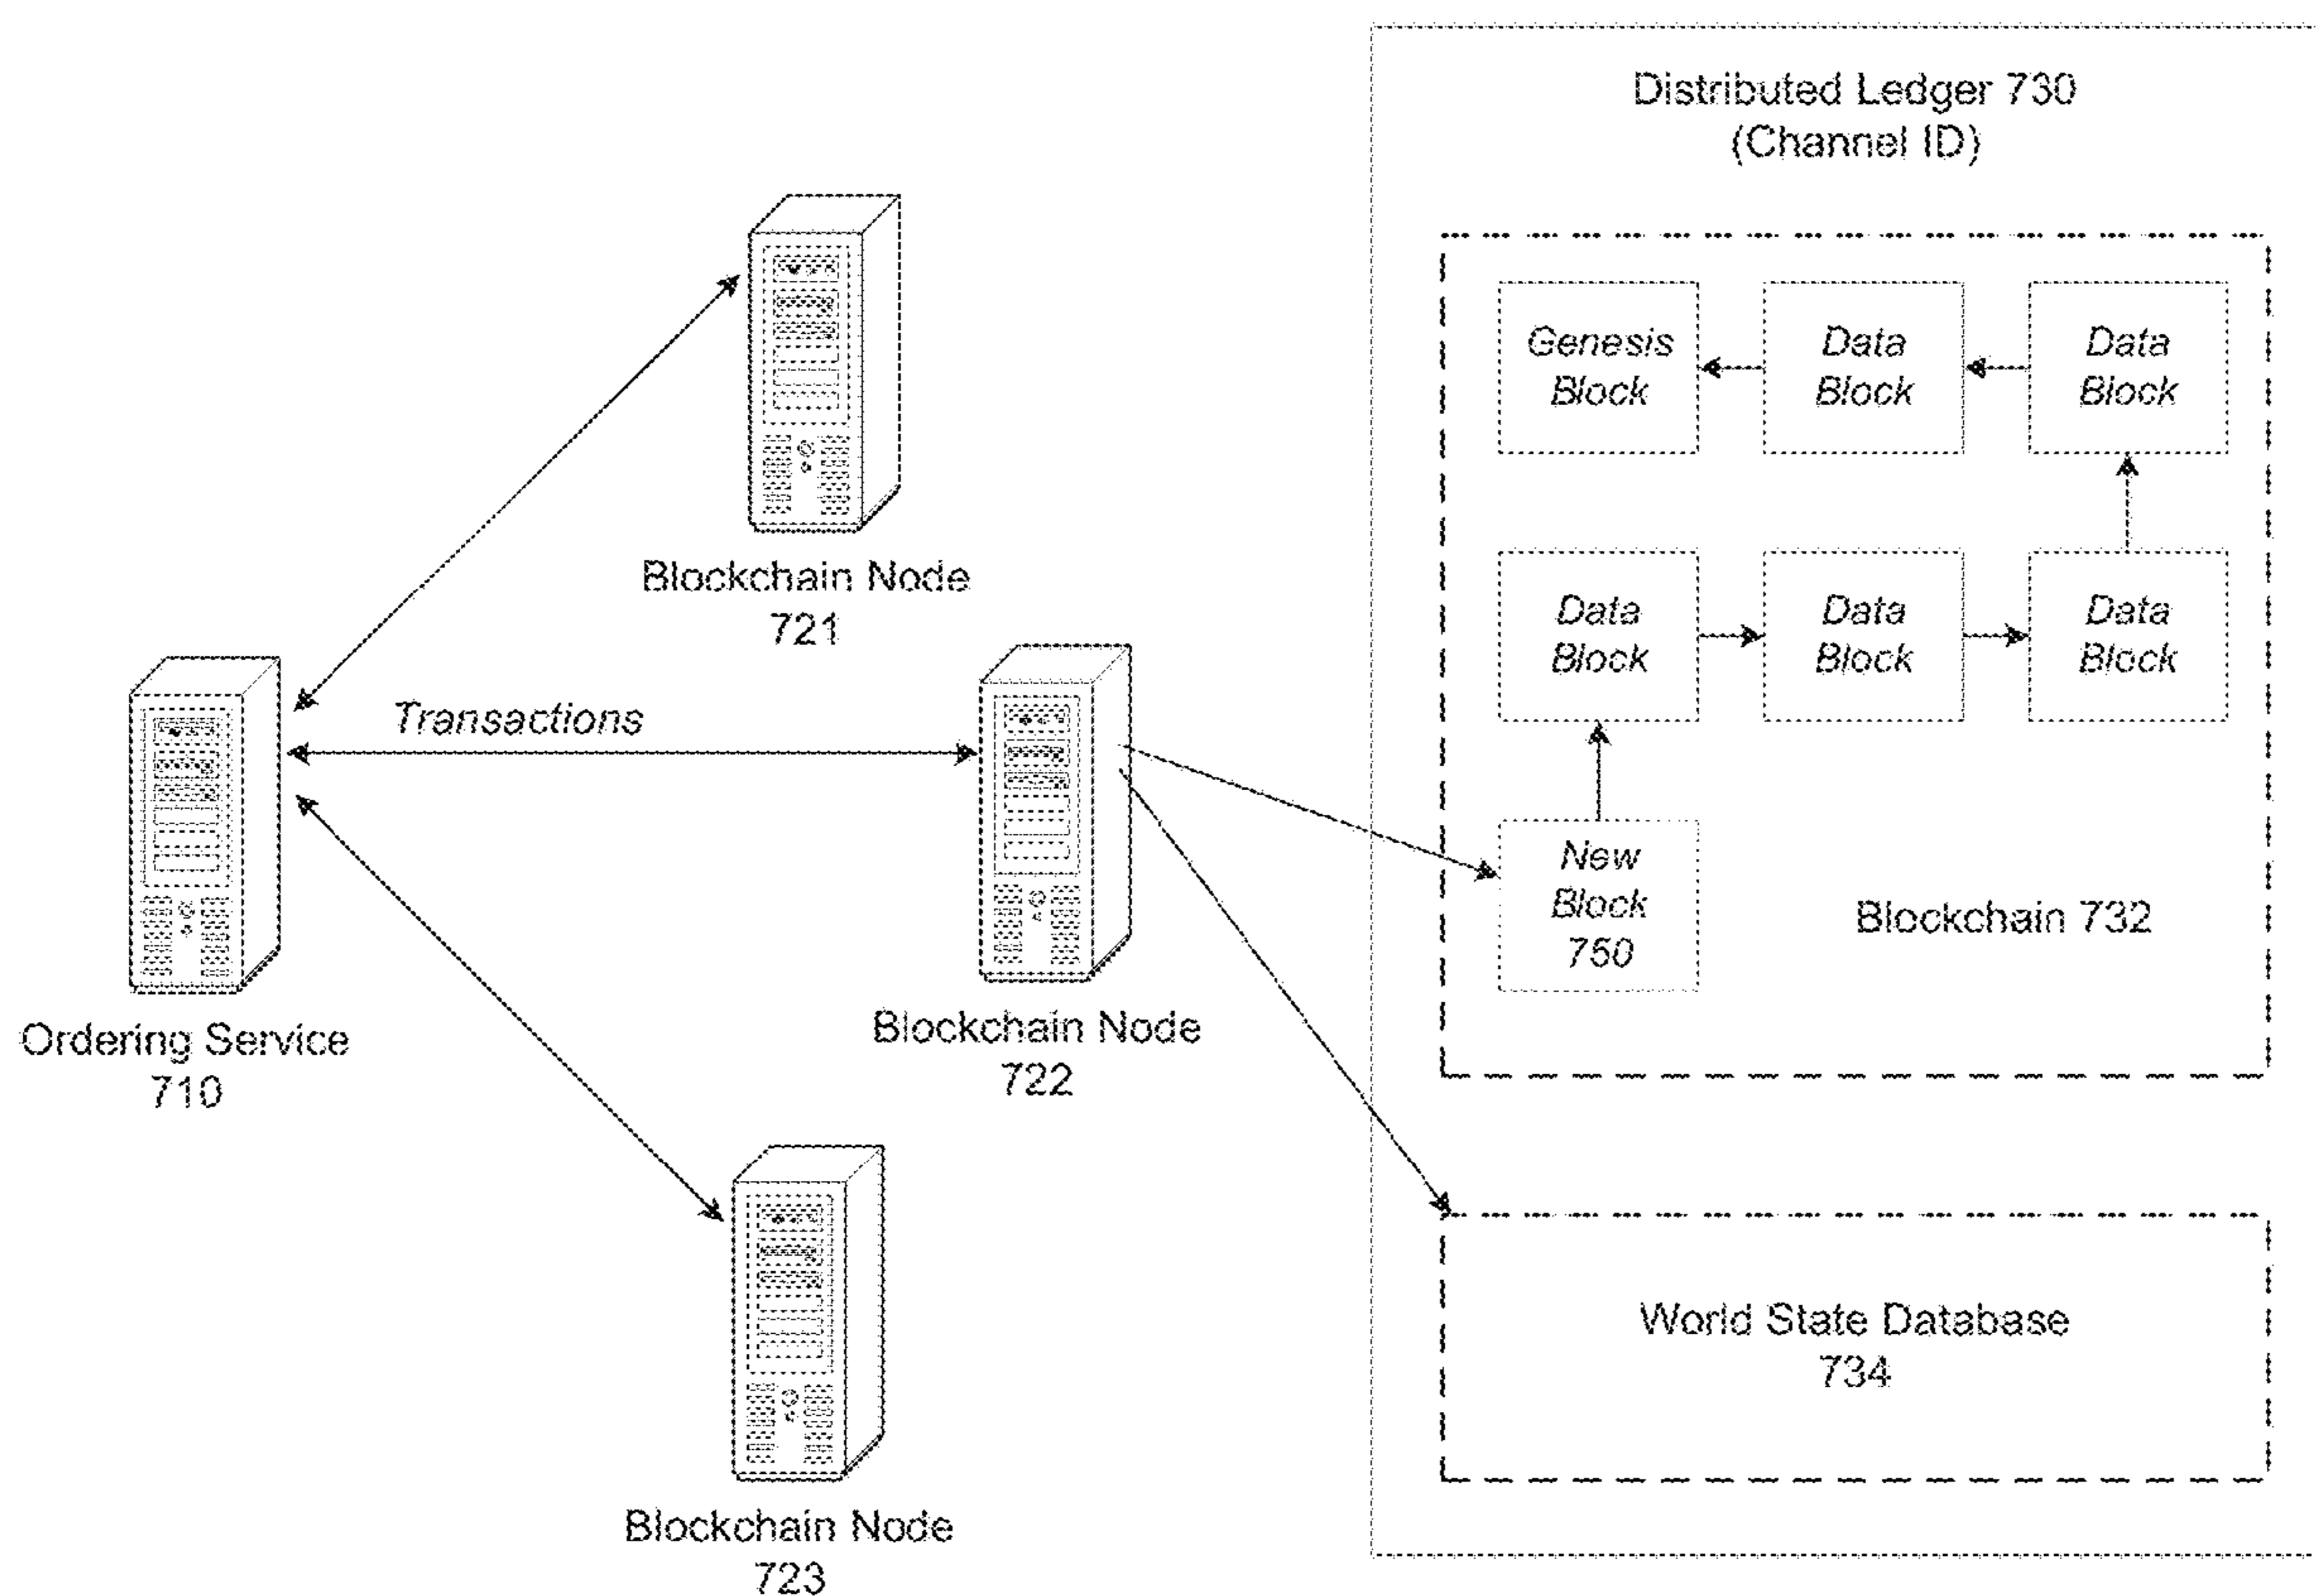 Distributed Ledger 730
(Channel ID)
Genesis
Block
Data
Block
Data
Block
Blockchain Node
721
Data
Block
Data
Block
Data
Block
Transactions
New
Block
750
Blockchain 732
Ordering Service
710
Blockchain Node
722
World State Database
734
Blockchain Node
723